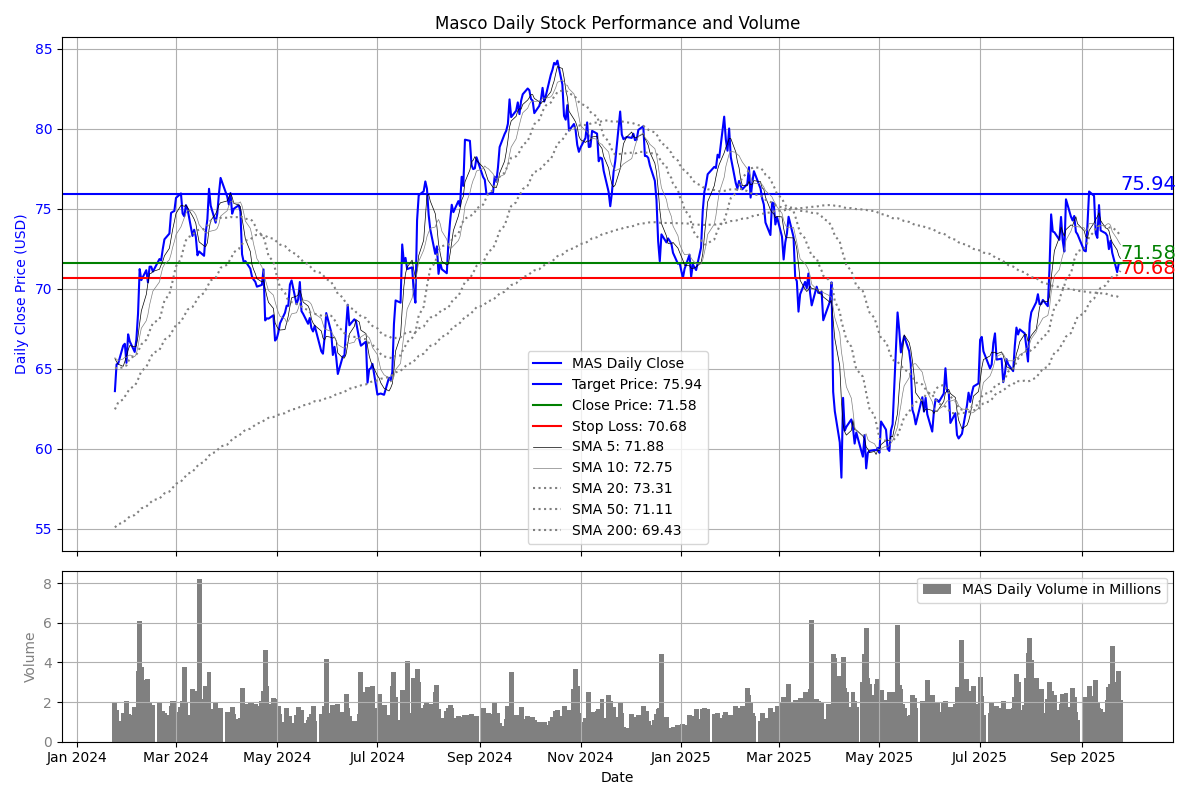 Masco Daily Stock Performance and Volume
Daily Close Price (USD)
85
80
75
70
65
60
55
75.94
71.58
70.68
MAS Daily Close
Target Price: 75.94
Close Price: 71.58
Stop Loss: 70.68
SMA 5: 71.88
SMA 10: 72.75
SMA 20: 73.31
SMA 50: 71.11
SMA 200: 69.43
Volume
8
6
4
2
0
MAS Daily Volume in Millions
Jan 2024 Mar 2024 May 2024 Jul 2024 Sep 2024 Nov 2024 Jan 2025 Mar 2025 May 2025 Jul 2025 Sep 2025
Date